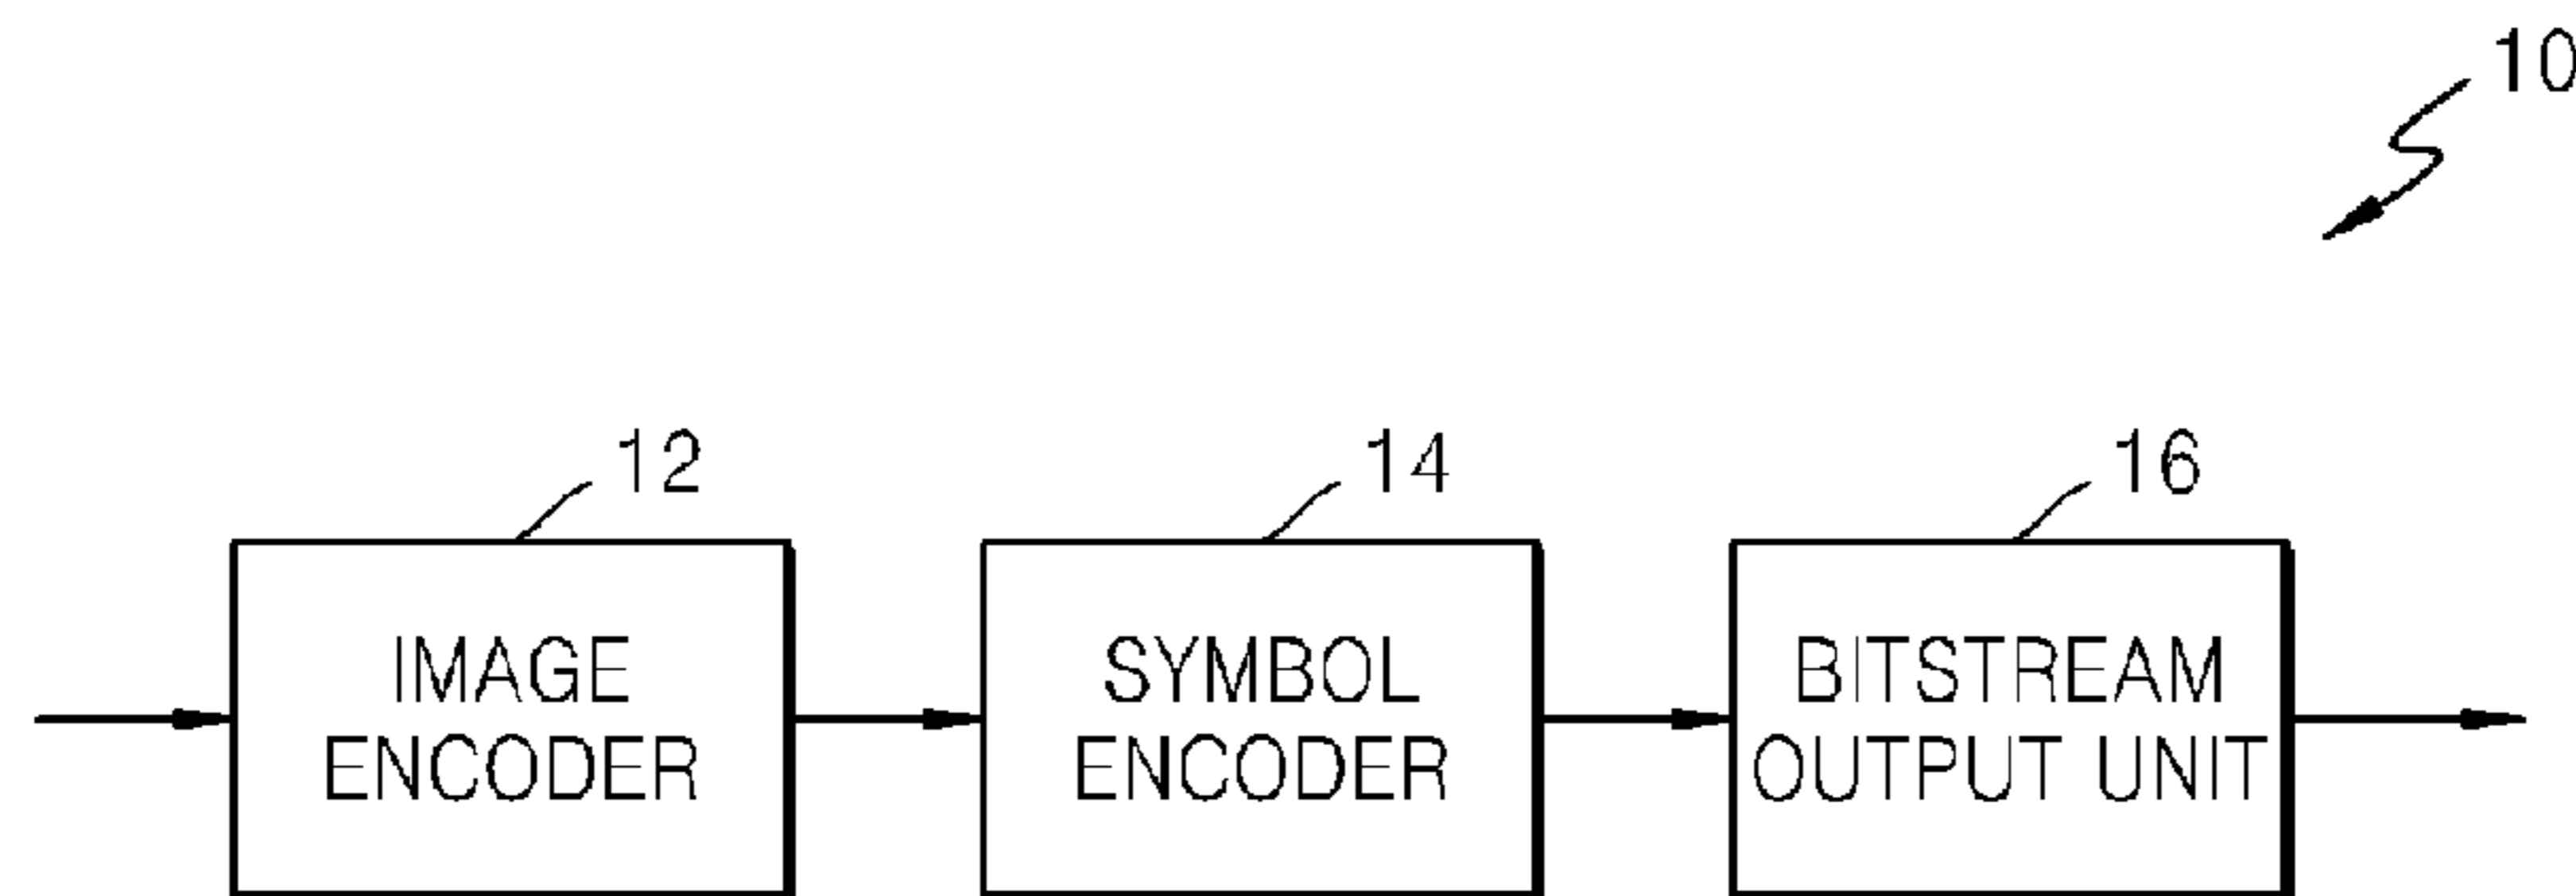 10
12
14
16
IMAGE
ENCODER
SYMBOL
ENCODER
BITSTREAM
OUTPUT UNIT